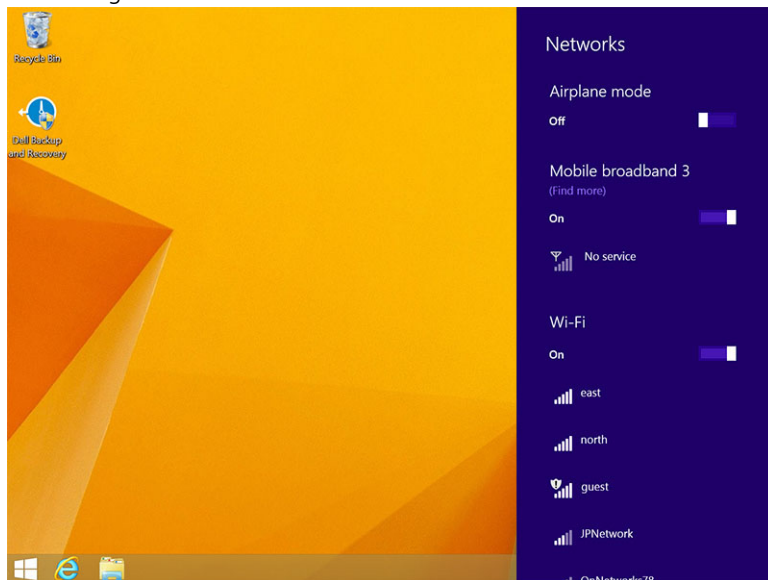 Recycle Bin
Dell Backup
and Recovery
Networks
Airplane mode
Off
Mobile broadband 3
(Find more)
On
No service
Wi-Fi
On
east
north
guest
JPNetwork
OnNetworks78